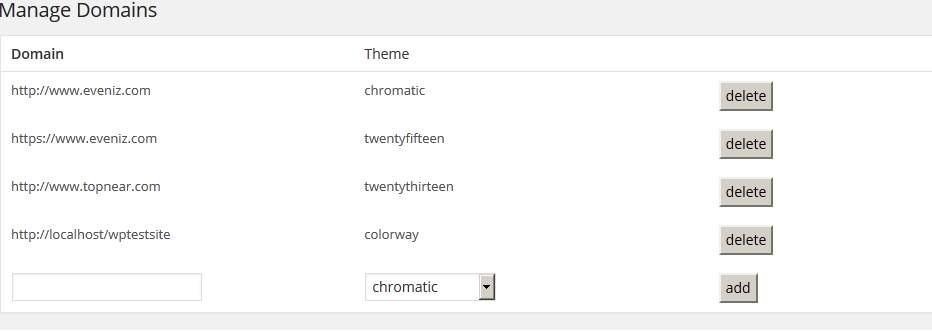 Manage Domains
Domain Theme
http://www.eveniz.com chromatic delete
https://www.eveniz.com twentyfifteen delete
http://www.topnear.com twentythirteen delete
http://localhost/wptestsite colorway delete
chromatic add